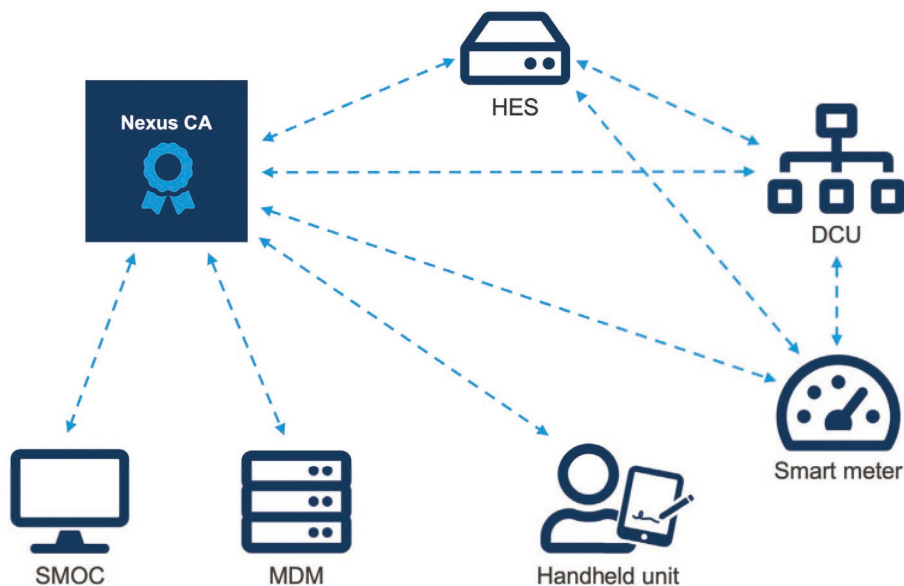 HES
Nexus CA
DCU
Smart meter
SMOC
MDM
Handheld unit